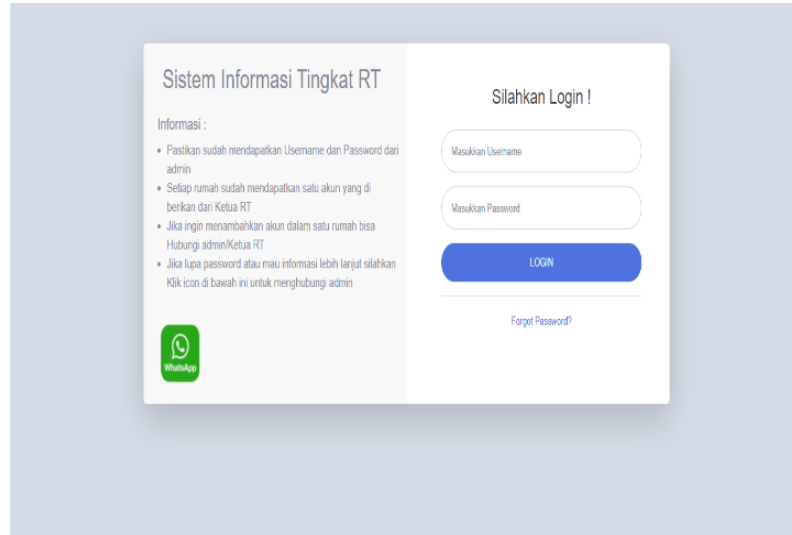 Sistem Informasi Tingkat RT
Informasi :
Pastikan sudah mendapatkan Username dan Password dari
admin
Setiap rumah sudah mendapatkan satu akun yang di
berikan dari Ketua RT
Jika ingin menambahkan akun dalam satu rumah bisa
Hubungi admin/Ketua RT
Jika lupa password atau mau informasi lebih lanjut silahkan
Klik icon di bawah ini untuk menghubungi admin
WhatsApp
Silahkan Login !
Masukkan Username
Masukkan Password
LOGIN
Forgot Password?